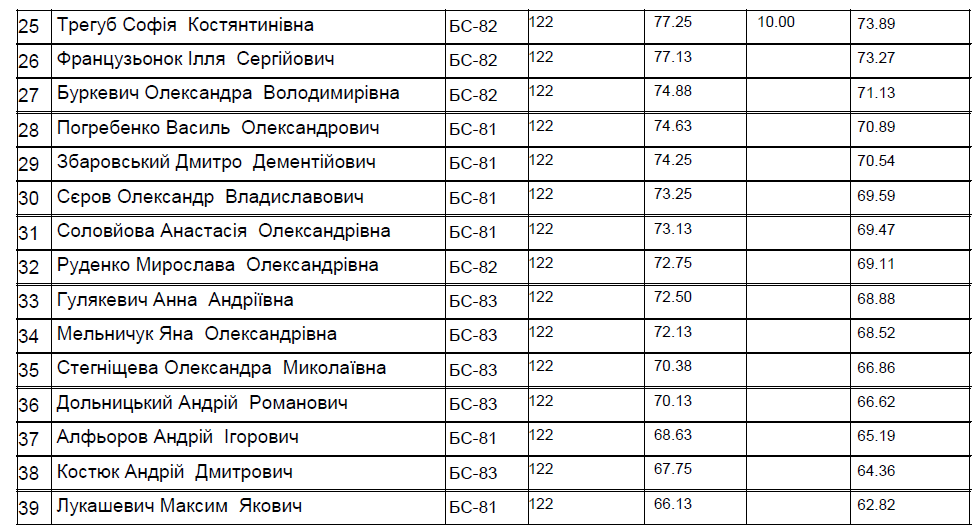 25 Трегуб Софія Костянтинівна БС-82 122 77.25 10.00 73.89
26 Французьонок Ілля Сергійович БС-82 122 77.13 73.27
27 Буркевич Олександра Володимирівна БС-82 122 74.88 71.13
28 Погребенко Василь Олександрович БС-81 122 74.63 70.89
29 Збаровський Дмитро Дементійович БС-81 122 74.25 70.54
30 Сєров Олександр Владиславович БС-81 122 73.25 69.59
31 Соловйова Анастасія Олександрівна БС-81 122 73.13 69.47
32 Руденко Мирослава Олександрівна БС-82 122 72.75 69.11
33 Гулякевич Анна Андріївна БС-83 122 72.50 68.88
34 Мельничук Яна Олександрівна БС-83 122 72.13 68.52
35 Стегніщева Олександра Миколаївна БС-83 122 70.38 66.86
36 Дольницький Андрій Романович БС-83 122 70.13 66.62
37 Алфьоров Андрій Ігорович БС-81 122 68.63 65.19
38 Костюк Андрій Дмитрович БС-83 122 67.75 64.36
39 Лукашевич Максим Якович БС-81 122 66.13 62.82